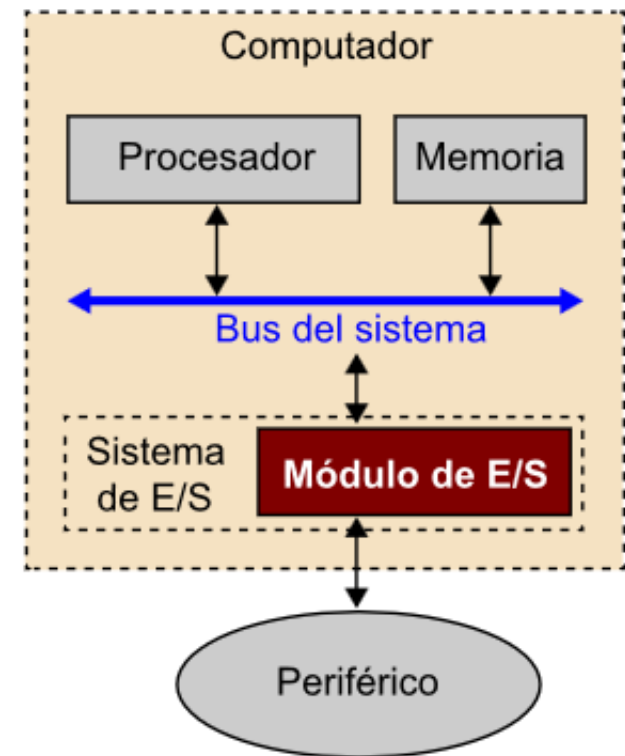 Computador
Procesador
Memoria
Bus del sistema
Sistema
de E/S
Módulo de E/S
Periférico